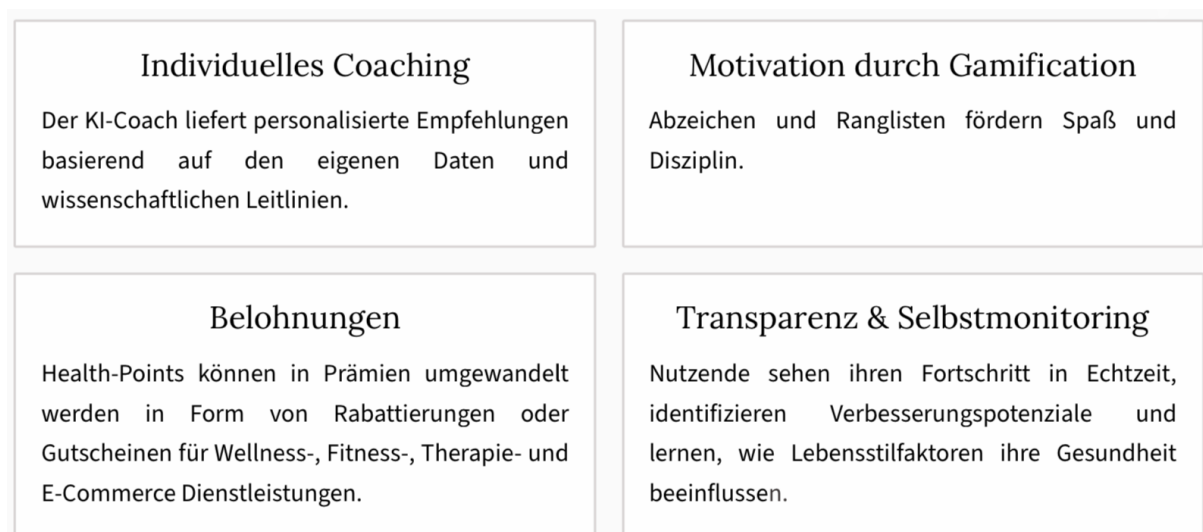 Individuelles Coaching
Der KI-Coach liefert personalisierte Empfehlungen
basierend auf den eigenen Daten und
wissenschaftlichen Leitlinien.
Motivation durch Gamification
Abzeichen und Ranglisten fördern Spaß und
Disziplin.
Belohnungen
Health-Points können in Prämien umgewandelt
werden in Form von Rabattierungen oder
Gutscheinen für Wellness-, Fitness-, Therapie- und
E-Commerce Dienstleistungen.
Transparenz & Selbstmonitoring
Nutzende sehen ihren Fortschritt in Echtzeit,
identifizieren Verbesserungspotenziale und
lernen, wie Lebensstilfaktoren ihre Gesundheit
beeinflussen.